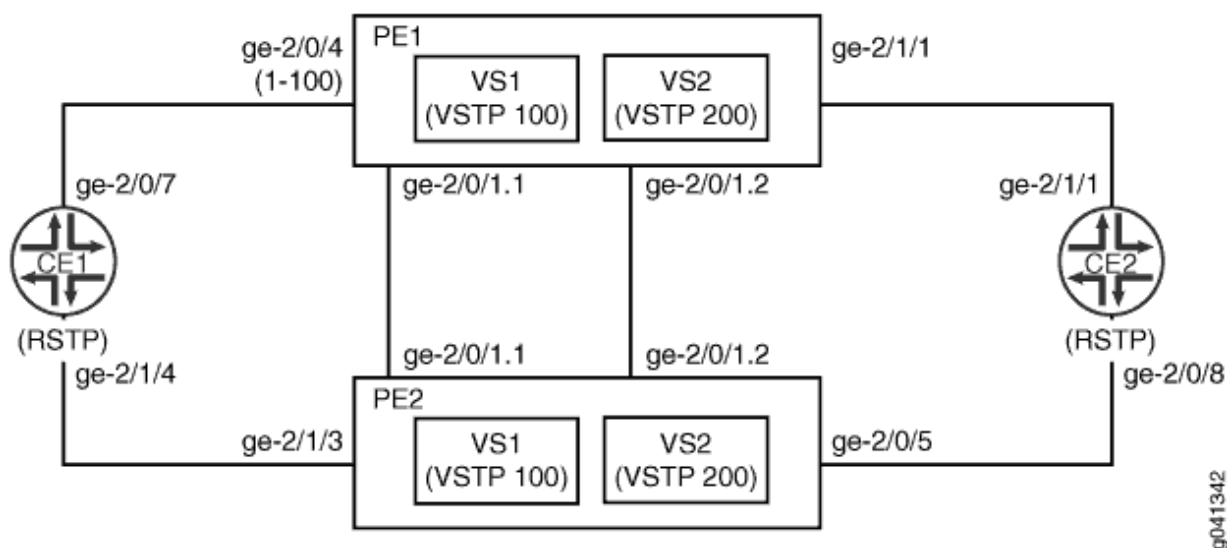 ge-2/0/4
(1-100)
PE1
ge-2/1/1
VS1
(VSTP 100)
VS2
(VSTP 200)
ge-2/0/7
ge-2/0/1.1
ge-2/0/1.2
ge-2/1/1
CE1
CE2
(RSTP)
(RSTP)
ge-2/1/4
ge-2/0/1.1
ge-2/0/1.2
ge-2/0/8
PE2
ge-2/1/3
VS1
(VSTP 100)
VS2
(VSTP 200)
ge-2/0/5
g041342